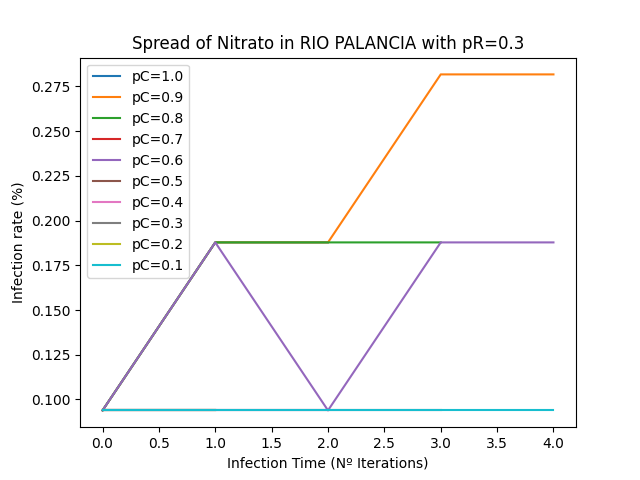 Spread of Nitrato in RIO PALANCIA with pR=0.3
Infection rate (%)
0.275
0.250
0.225
0.200
0.175
0.150
0.125
0.100
pC=1.0
pC=0.9
pC=0.8
pC=0.7
pC=0.6
pC=0.5
pC=0.4
pC=0.3
pC=0.2
pC=0.1
0.0 0.5 1.0 1.5 2.0 2.5 3.0 3.5 4.0
Infection Time (Nº Iterations)